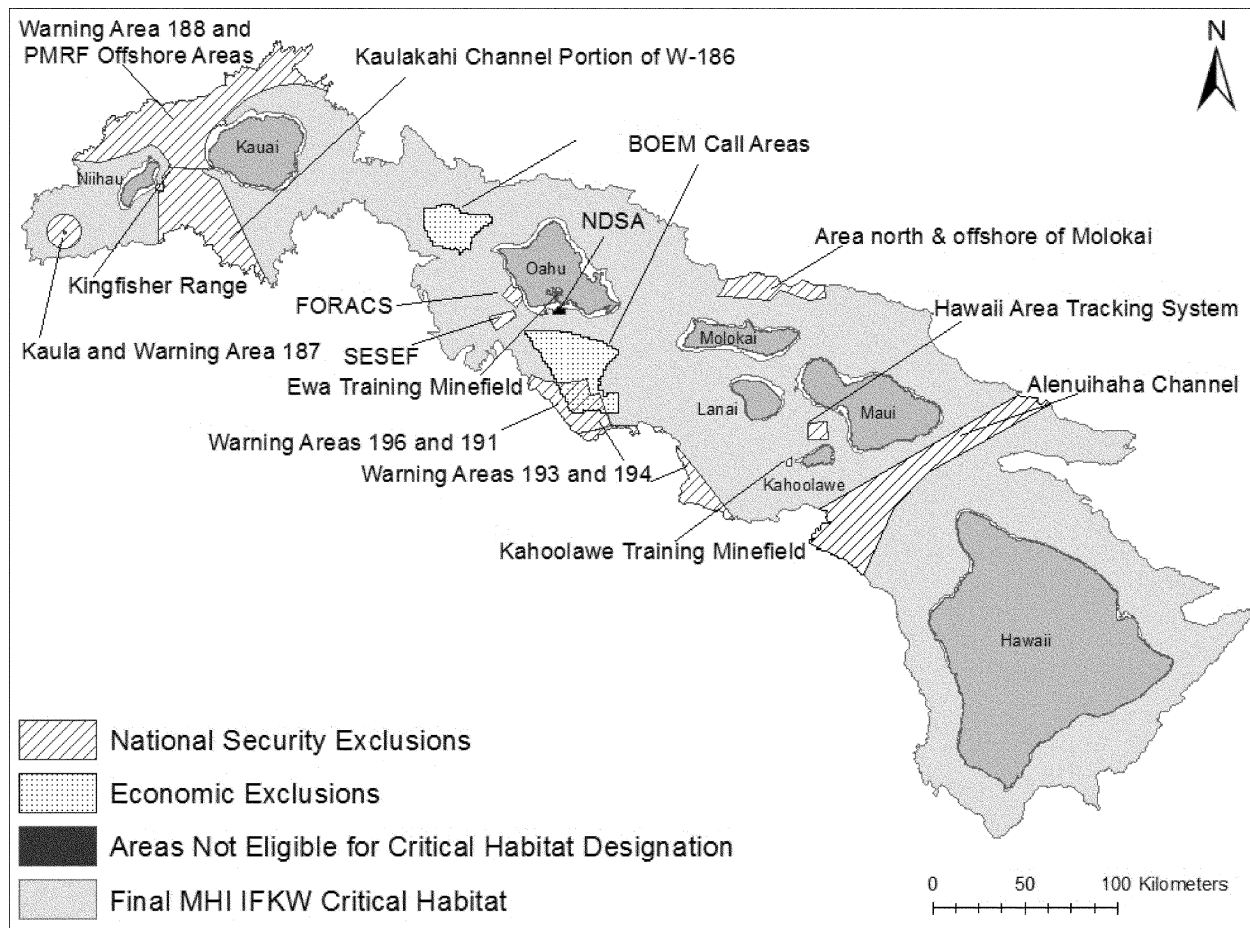 Warning Area 188 and
PMRF Offshore Areas
Kaulakahi Channel Portion of W-186
N
BOEM Call Areas
Kauai
Niihau
NDSA
Area north & offshore of Molokai
Oahu
Kingfisher Range
Hawaii Area Tracking System
FORACS
Kaula and Warning Area 187
SESEF
Molokai
Ewa Training Minefield
Alenuihaha Channel
Lanai
Maui
Warning Areas 196 and 191
Warning Areas 193 and 194
Kahoolawe
Kahoolawe Training Minefield
Hawaii
National Security Exclusions
Economic Exclusions
Areas Not Eligible for Critical Habitat Designation
Final MHI IFKW Critical Habitat
0 50 100 Kilometers